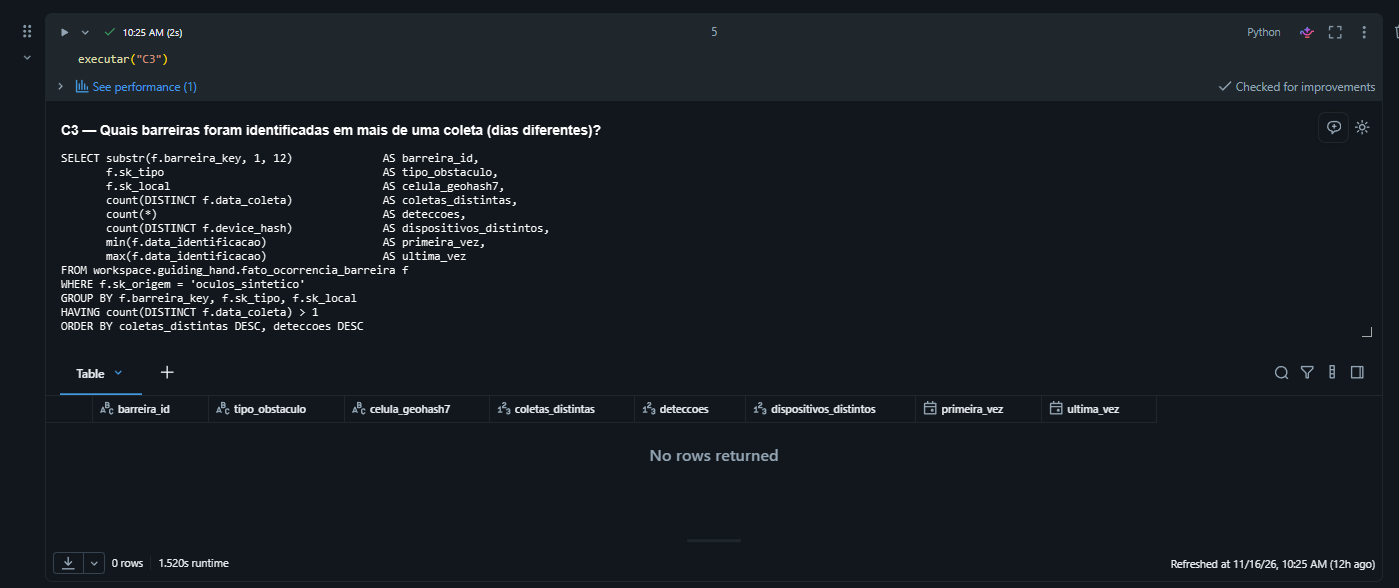 10:25 AM (2s)
5
Python
executar("C3")
See performance (1)
Checked for improvements
C3 — Quais barreiras foram identificadas em mais de uma coleta (dias diferentes)?
SELECT substr(f.barreira_key, 1, 12) AS barreira_id,
f.sk_tipo AS tipo_obstaculo,
f.sk_local AS celula_geohash7,
count(DISTINCT f.data_coleta) AS coletas_distintas,
count(*) AS deteccoes,
count(DISTINCT f.device_hash) AS dispositivos_distintos,
min(f.data_identificacao) AS primeira_vez,
max(f.data_identificacao) AS ultima_vez
FROM workspace.guiding_hand.fato_ocorrencia_barreira f
WHERE f.sk_origem = 'oculos_sintetico'
GROUP BY f.barreira_key, f.sk_tipo, f.sk_local
HAVING count(DISTINCT f.data_coleta) > 1
ORDER BY coletas_distintas DESC, deteccoes DESC
Table
barreira_id tipo_obstaculo celula_geohash7 coletas_distintas deteccoes dispositivos_distintos primeira_vez ultima_vez
No rows returned
0 rows 1.520s runtime
Refreshed at 11/16/26, 10:25 AM (12h ago)